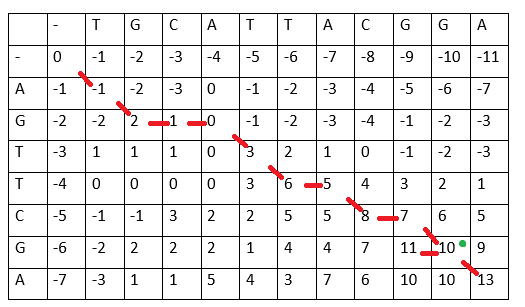 - T G C A T T A C G G A
- 0 -1 -2 -3 -4 -5 -6 -7 -8 -9 -10 -11
A -1 -1 -2 -3 0 -1 -2 -3 -4 -5 -6 -7
G -2 -2 2 1 0 -1 -2 -3 -4 -1 -2 -3
T -3 1 1 1 0 3 2 1 0 -1 -2 -3
T -4 0 0 0 0 3 6 5 4 3 2 1
C -5 -1 -1 3 2 2 5 5 8 7 6 5
G -6 -2 2 2 2 1 4 4 7 11 10 9
A -7 -3 1 1 5 4 3 7 6 10 10 13